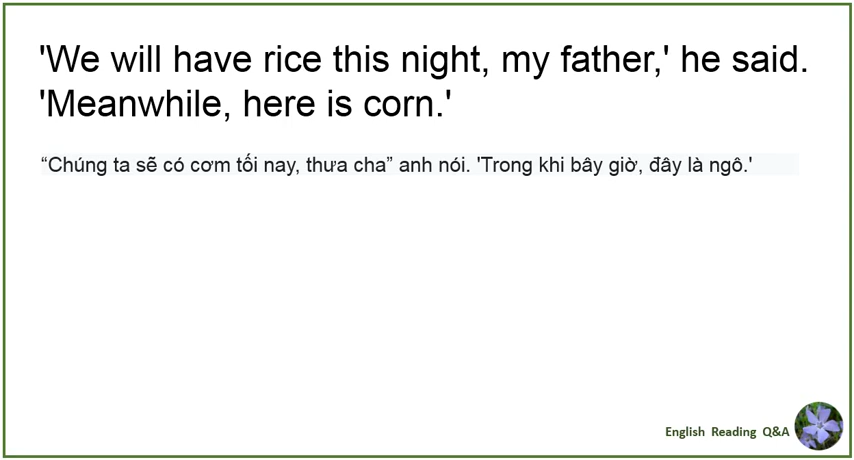 'We will have rice this night, my father,' he said.
'Meanwhile, here is corn.'
“Chúng ta sẽ có cơm tối nay, thưa cha” anh nói. 'Trong khi bây giờ, đây là ngô.'
English Reading Q&A